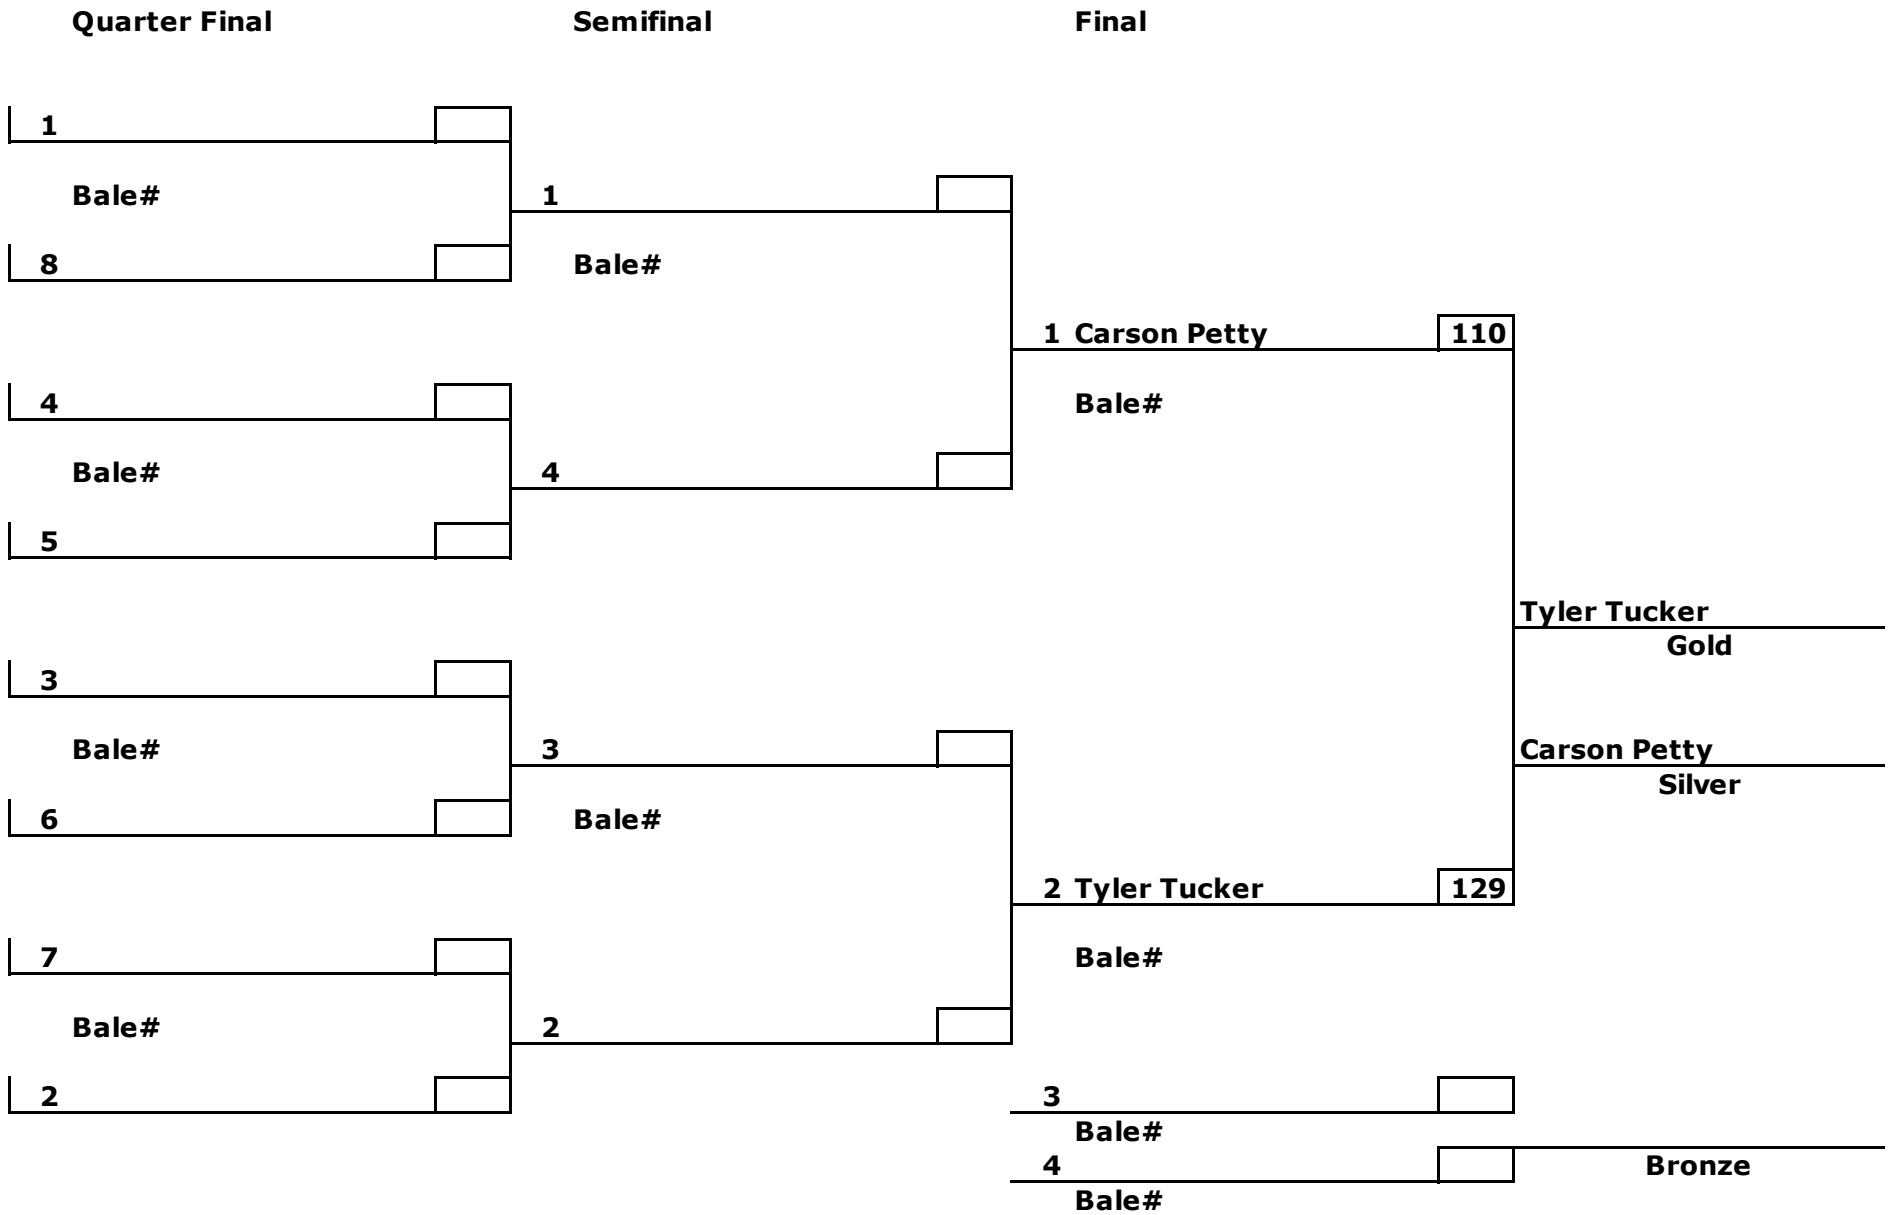 Quarter Final Semifinal Final
1
Bale# 1
8 Bale#
1 Carson Petty 110
4 Bale#
Bale# 4
5
Tyler Tucker
Gold
3
Bale# 3 Carson Petty
Silver
6 Bale#
2 Tyler Tucker 129
7 Bale#
Bale# 2
2 3
Bale#
4 Bronze
Bale#